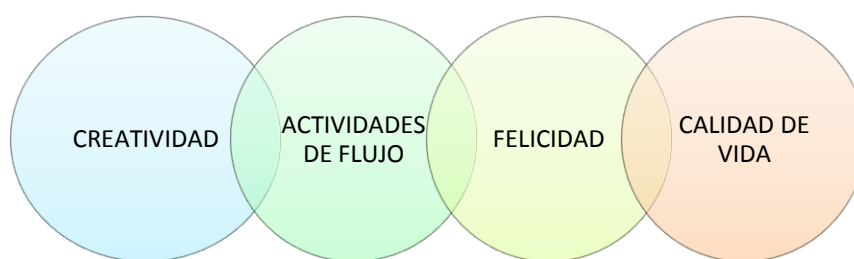 CREATIVIDAD
ACTIVIDADES
DE FLUJO
FELICIDAD
CALIDAD DE
VIDA